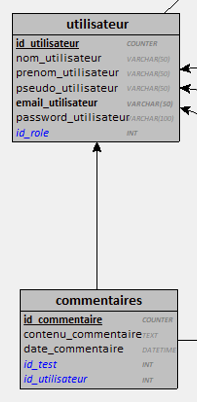 utilisateur
id_utilisateur COUNTER
nom_utilisateur VARCHAR(50)
prenom_utilisateur VARCHAR(50)
pseudo_utilisateur VARCHAR(50)
email_utilisateur VARCHAR(50)
password_utilisateur VARCHAR(100)
id_role INT
commentaires
id_commentaire COUNTER
contenu_commentaire TEXT
date_commentaire DATETIME
id_test INT
id_utilisateur INT